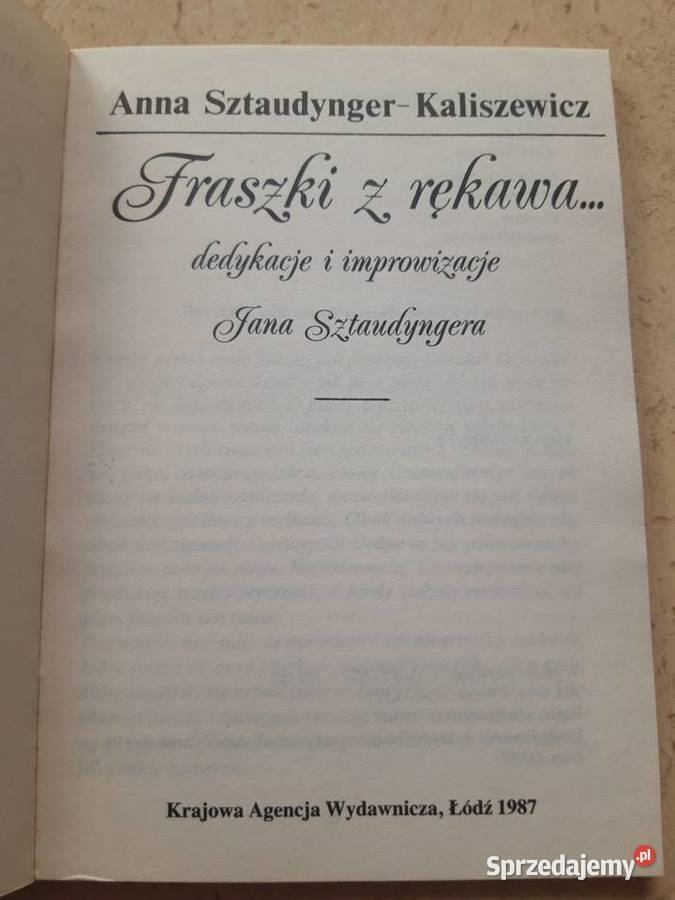 Anna Sztaudynger-Kaliszewicz
Fraszki z rękawa...
dedykacje i improwizacje
Jana Sztaudyngera
Krajowa Agencja Wydawnicza, Łódź 1987
Sprzedajemy.pl